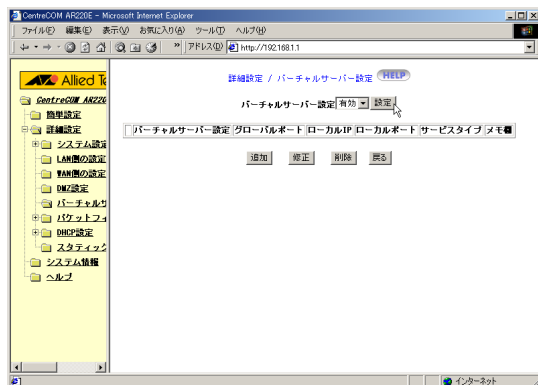 CentreCOM AR220E - Microsoft Internet Explorer
ファイル(F) 編集(E) 表示(V) お気に入り(A) ツール(T) ヘルプ(H)
アドレス(D) http://192.168.1.1
Allied Te
CentreCOM AR220
簡単設定
詳細設定
システム設定
LAN側の設定
WAN側の設定
DMZ設定
バーチャルサ
パケットフィ
DHCP設定
スタティック
システム情報
ヘルプ
詳細設定 / バーチャルサーバー設定 HELP
バーチャルサーバー設定 有効 設定
バーチャルサーバー設定 グローバルポート ローカルIP ローカルポート サービスタイプ メモ
追加 修正 削除 戻る
インターネット